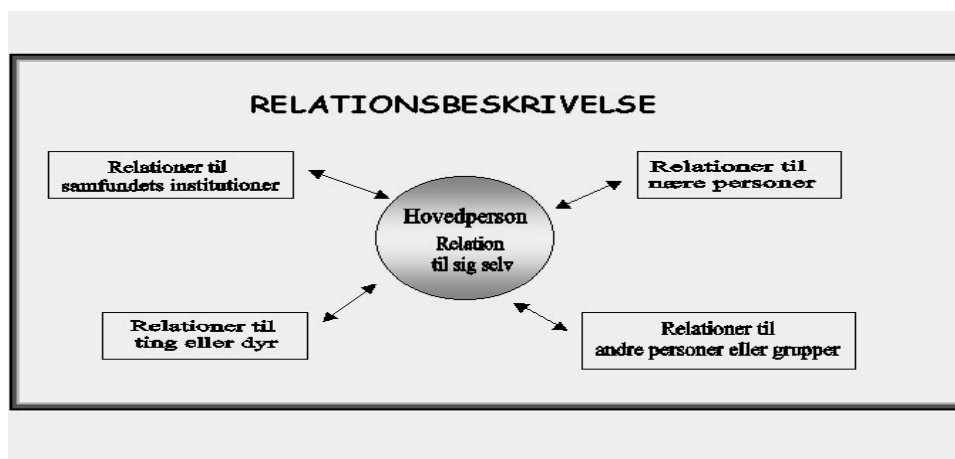 RELATIONSBESKRIVELSE
Relationer til
samfundets institutioner
Relationer til
nære personer
Hovedperson
Relation
til sig selv
Relationer til
ting eller dyr
Relationer til
andre personer eller grupper